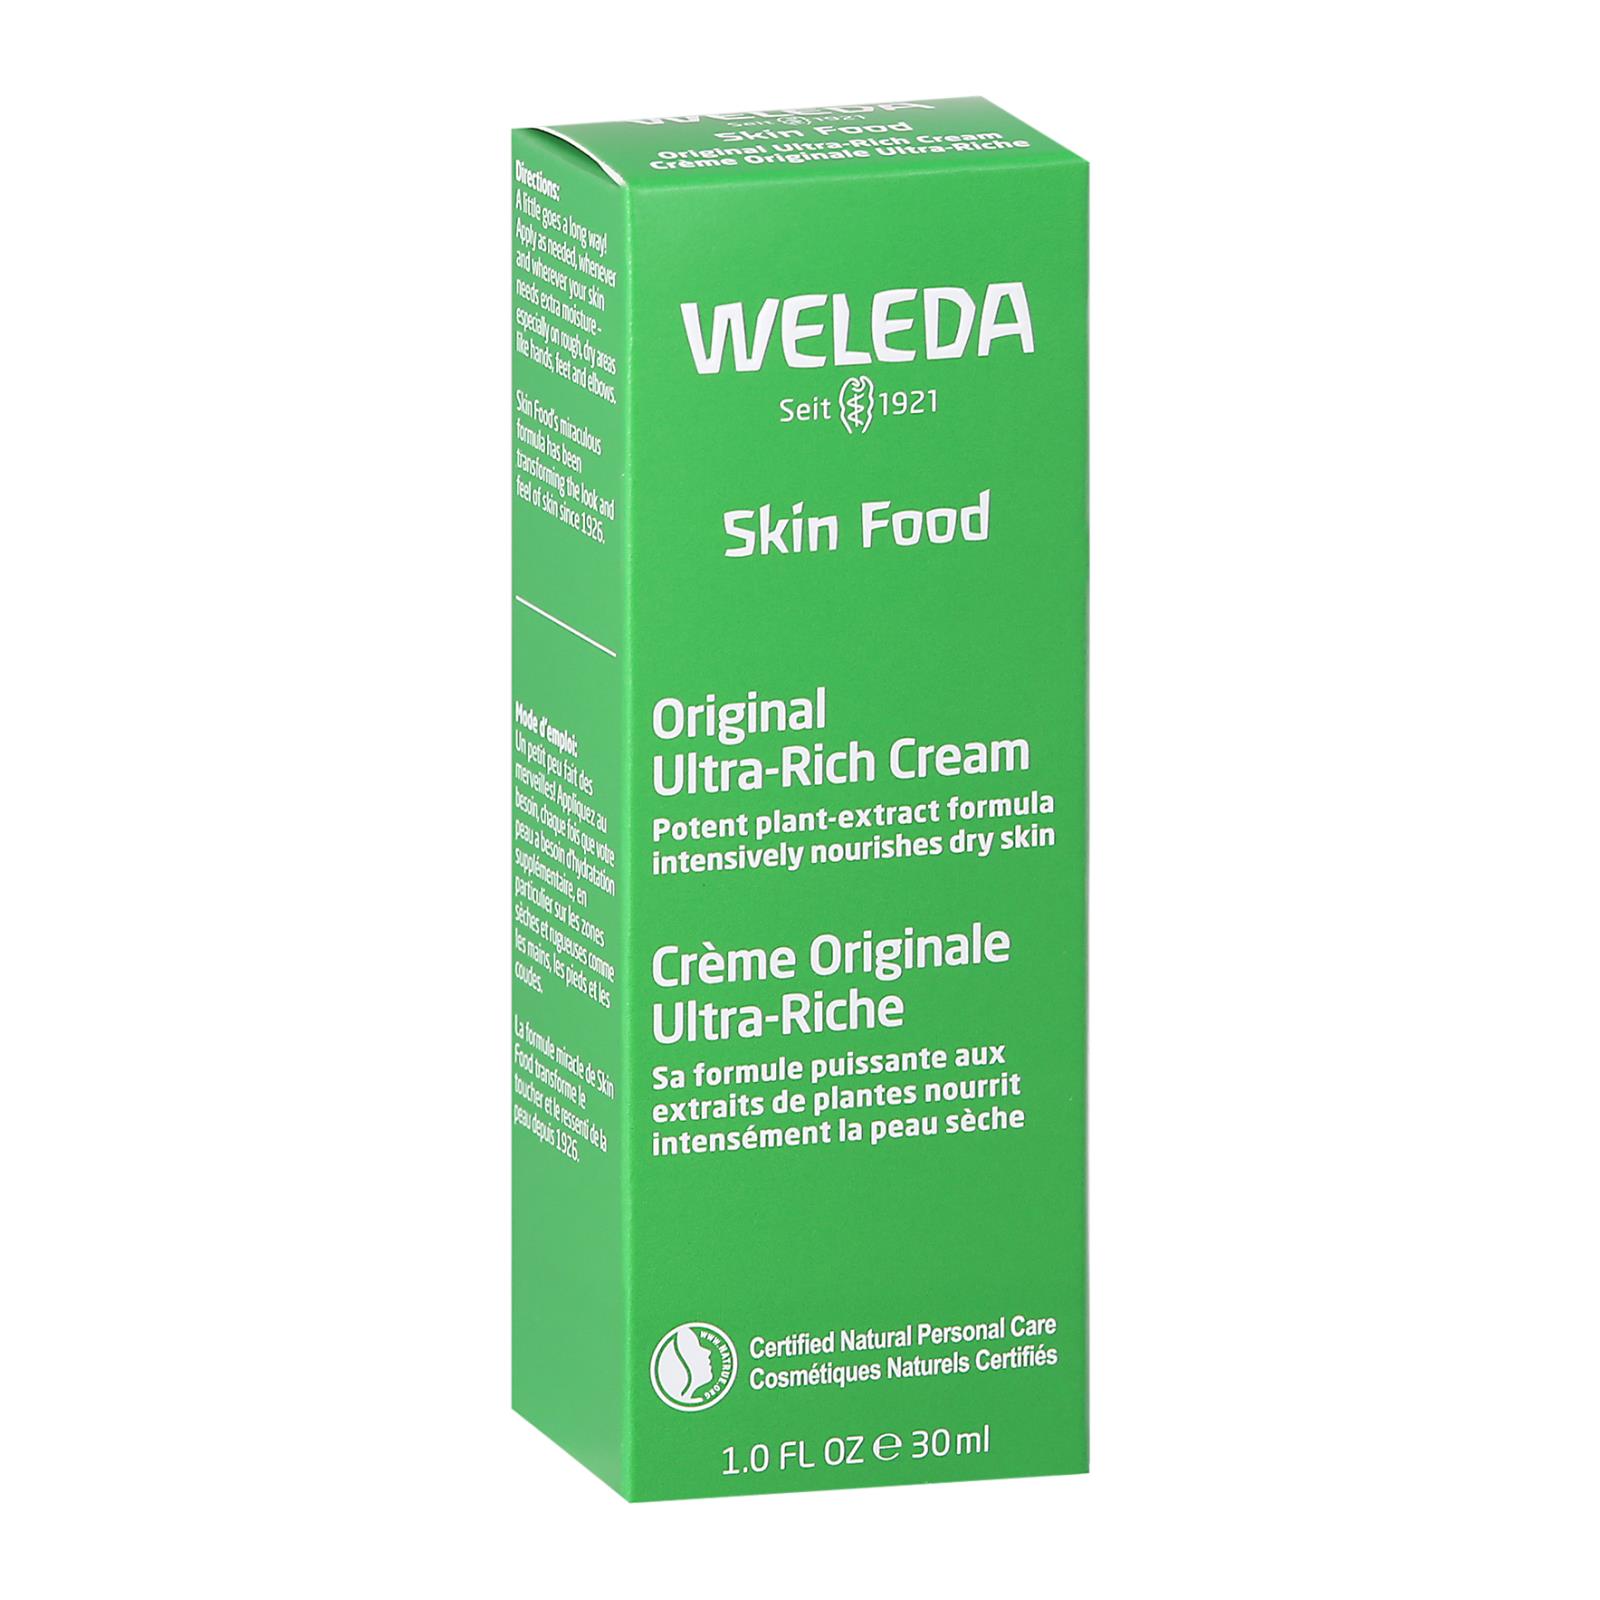 WELEDA
Seit 1921
Skin Food
Original Ultra-Rich Cream
Crème Originale Ultra-Riche
Directions:
A little goes a long way!
Apply as needed, whenever
and wherever your skin
needs extra moisture –
especially on rough, dry areas
like hands, feet and elbows.
Skin Food's miraculous
formula has been
transforming the look and
feel of skin since 1926.
Mode d'emploi:
Un petit peu fait des
merveilles! Appliquez au
besoin, chaque fois que votre
peau a besoin d'hydratation
supplémentaire, en
particulier sur les zones
sèches et rugueuses comme
les mains, les pieds et les
coudes.
La formule miracle de Skin
Food transforme le
toucher et le ressenti de la
peau depuis 1926.
WELEDA
Seit 1921
Skin Food
Original
Ultra-Rich Cream
Potent plant-extract formula
intensively nourishes dry skin
Crème Originale
Ultra-Riche
Sa formule puissante aux
extraits de plantes nourrit
intensément la peau sèche
WWW.NATRUE.ORG
Certified Natural Personal Care
Cosmétiques Naturels Certifiés
1.0 FL OZ ℮ 30 ml